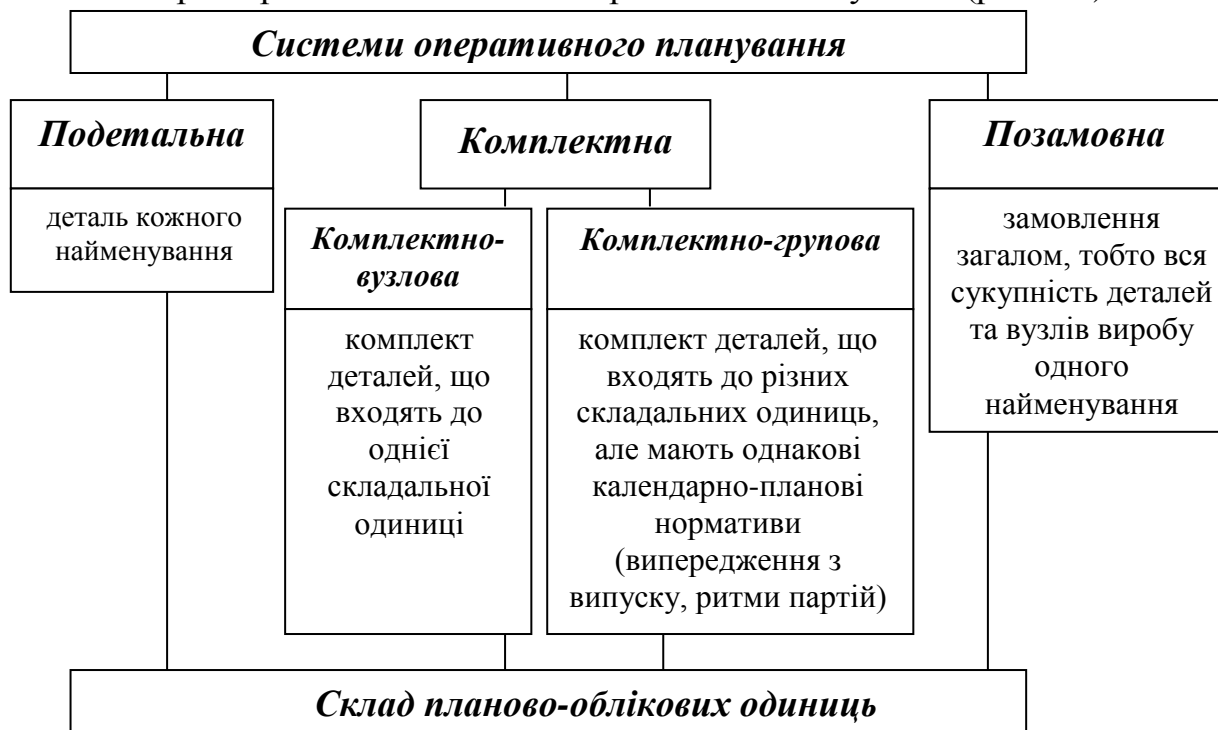 Системи оперативного планування
Подетальна
деталь кожного
найменування
Комплектна
Комплектно-
вузлова
комплект
деталей, що
входять до
однієї
складальної
одиниці
Комплектно-групова
комплект деталей, що
входять до різних
складальних одиниць,
але мають однакові
календарно-планові
нормативи
(випередження з
випуску, ритми партій)
Позамовна
замовлення
загалом, тобто вся
сукупність деталей
та вузлів виробу
одного
найменування
Склад планово-облікових одиниць